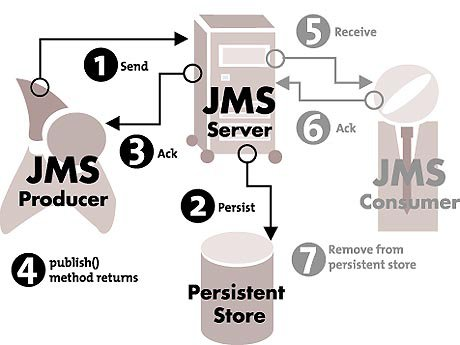 1 Send
5 Receive
JMS
Server
3 Ack
6 Ack
JMS
Producer
JMS
Consumer
2 Persist
4 publish()
method returns
7 Remove from
persistent store
Persistent
Store